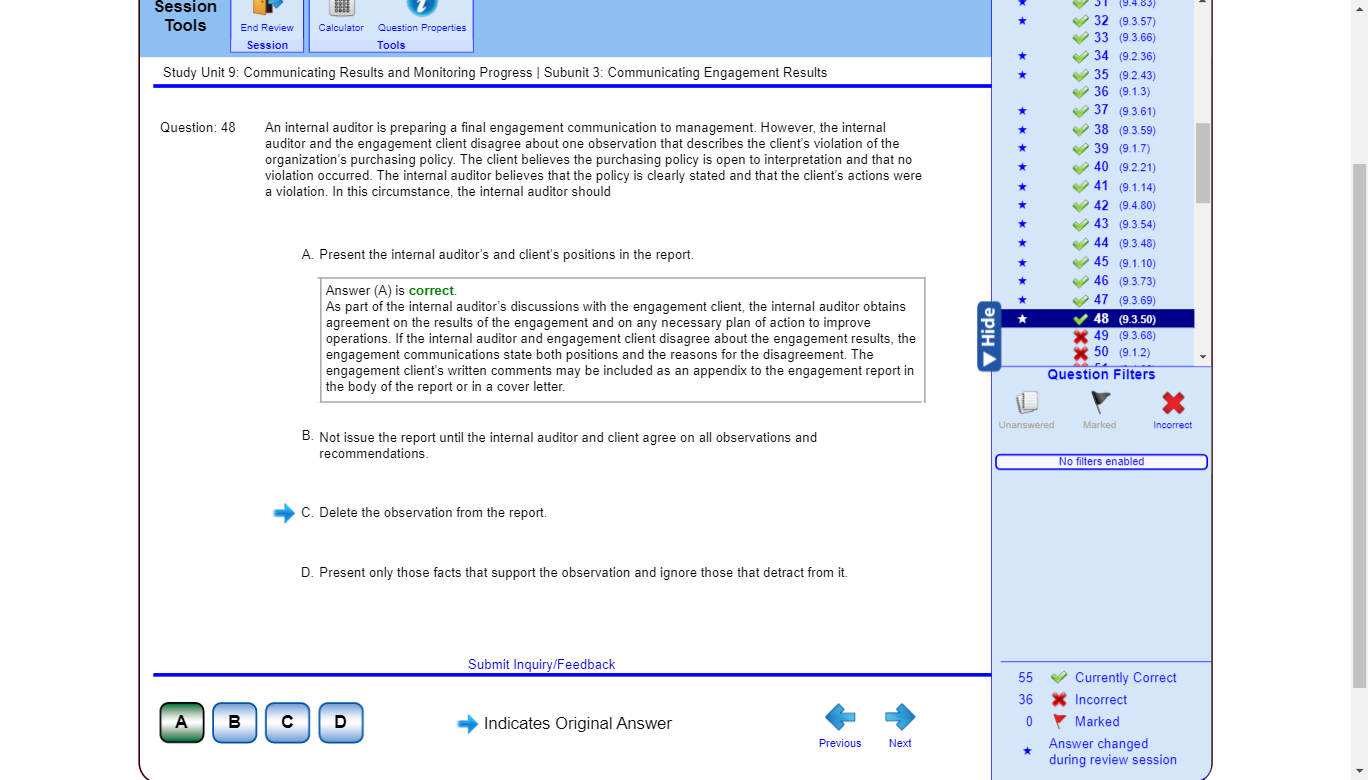 Session
Tools
End Review
Session
Calculator
Question Properties
Tools
Study Unit 9: Communicating Results and Monitoring Progress | Subunit 3: Communicating Engagement Results
Question: 48
An internal auditor is preparing a final engagement communication to management. However, the internal
auditor and the engagement client disagree about one observation that describes the client's violation of the
organization's purchasing policy. The client believes the purchasing policy is open to interpretation and that no
violation occurred. The internal auditor believes that the policy is clearly stated and that the client's actions were
a violation. In this circumstance, the internal auditor should
A. Present the internal auditor's and client's positions in the report.
Answer (A) is correct.
As part of the internal auditor's discussions with the engagement client, the internal auditor obtains
agreement on the results of the engagement and on any necessary plan of action to improve
operations. If the internal auditor and engagement client disagree about the engagement results, the
engagement communications state both positions and the reasons for the disagreement. The
engagement client's written comments may be included as an appendix to the engagement report in
the body of the report or in a cover letter.
B. Not issue the report until the internal auditor and client agree on all observations and
recommendations.
C. Delete the observation from the report.
D. Present only those facts that support the observation and ignore those that detract from it.
Submit Inquiry/Feedback
A
B
C
D
Indicates Original Answer
Previous
Next
31 (9.4.83)
32 (9.3.57)
33 (9.3.66)
34 (9.2.36)
35 (9.2.43)
36 (9.1.3)
37 (9.3.61)
38 (9.3.59)
39 (9.1.7)
40 (9.2.21)
41 (9.1.14)
42 (9.4.80)
43 (9.3.54)
44 (9.3.48)
45 (9.1.10)
46 (9.3.73)
47 (9.3.69)
48 (9.3.50)
49 (9.3.68)
50 (9.1.2)
Hide
Question Filters
Unanswered
Marked
Incorrect
No filters enabled
55 Currently Correct
36 Incorrect
0 Marked
Answer changed
during review session